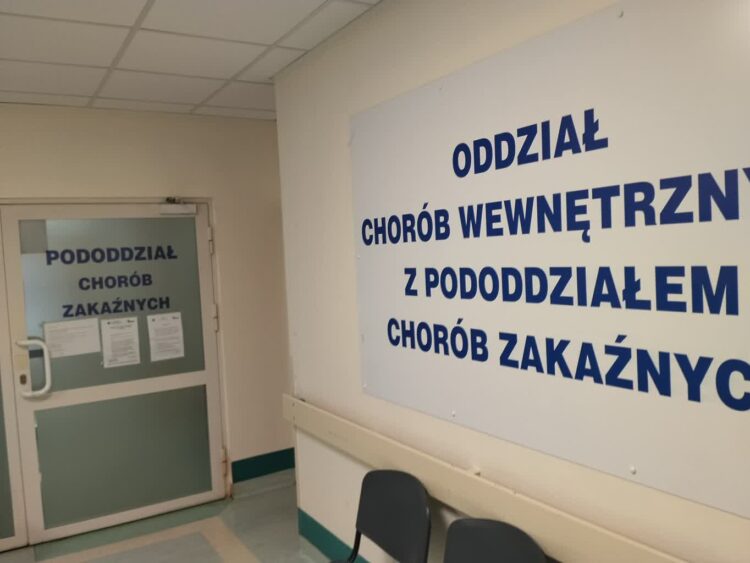 PODODDZIAŁ
CHORÓB
ZAKAŹNYCH
ODDZIAŁ
CHORÓB WEWNĘTRZNY
Z PODODDZIAŁEM
CHORÓB ZAKAŹNYC